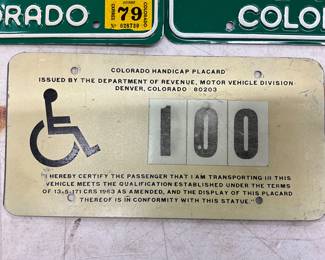 ORADO
COLORADO
79
028739
COLO
COLORADO HANDICAP PLACARD
ISSUED BY THE DEPARTMENT OF REVENUE, MOTOR VEHICLE DIVISION
DENVER, COLORADO 80203
100
"I HEREBY CERTIFY THE PASSENGER THAT I AM TRANSPORTING IN THIS
VEHICLE MEETS THE QUALIFICATION ESTABLISHED UNDER THE TERMS
OF 13-5-171 CRS 1963 AS AMENDED, AND THE DISPLAY OF THIS PLACARD
THEREOF IS IN CONFORMITY WITH THIS STATUE."